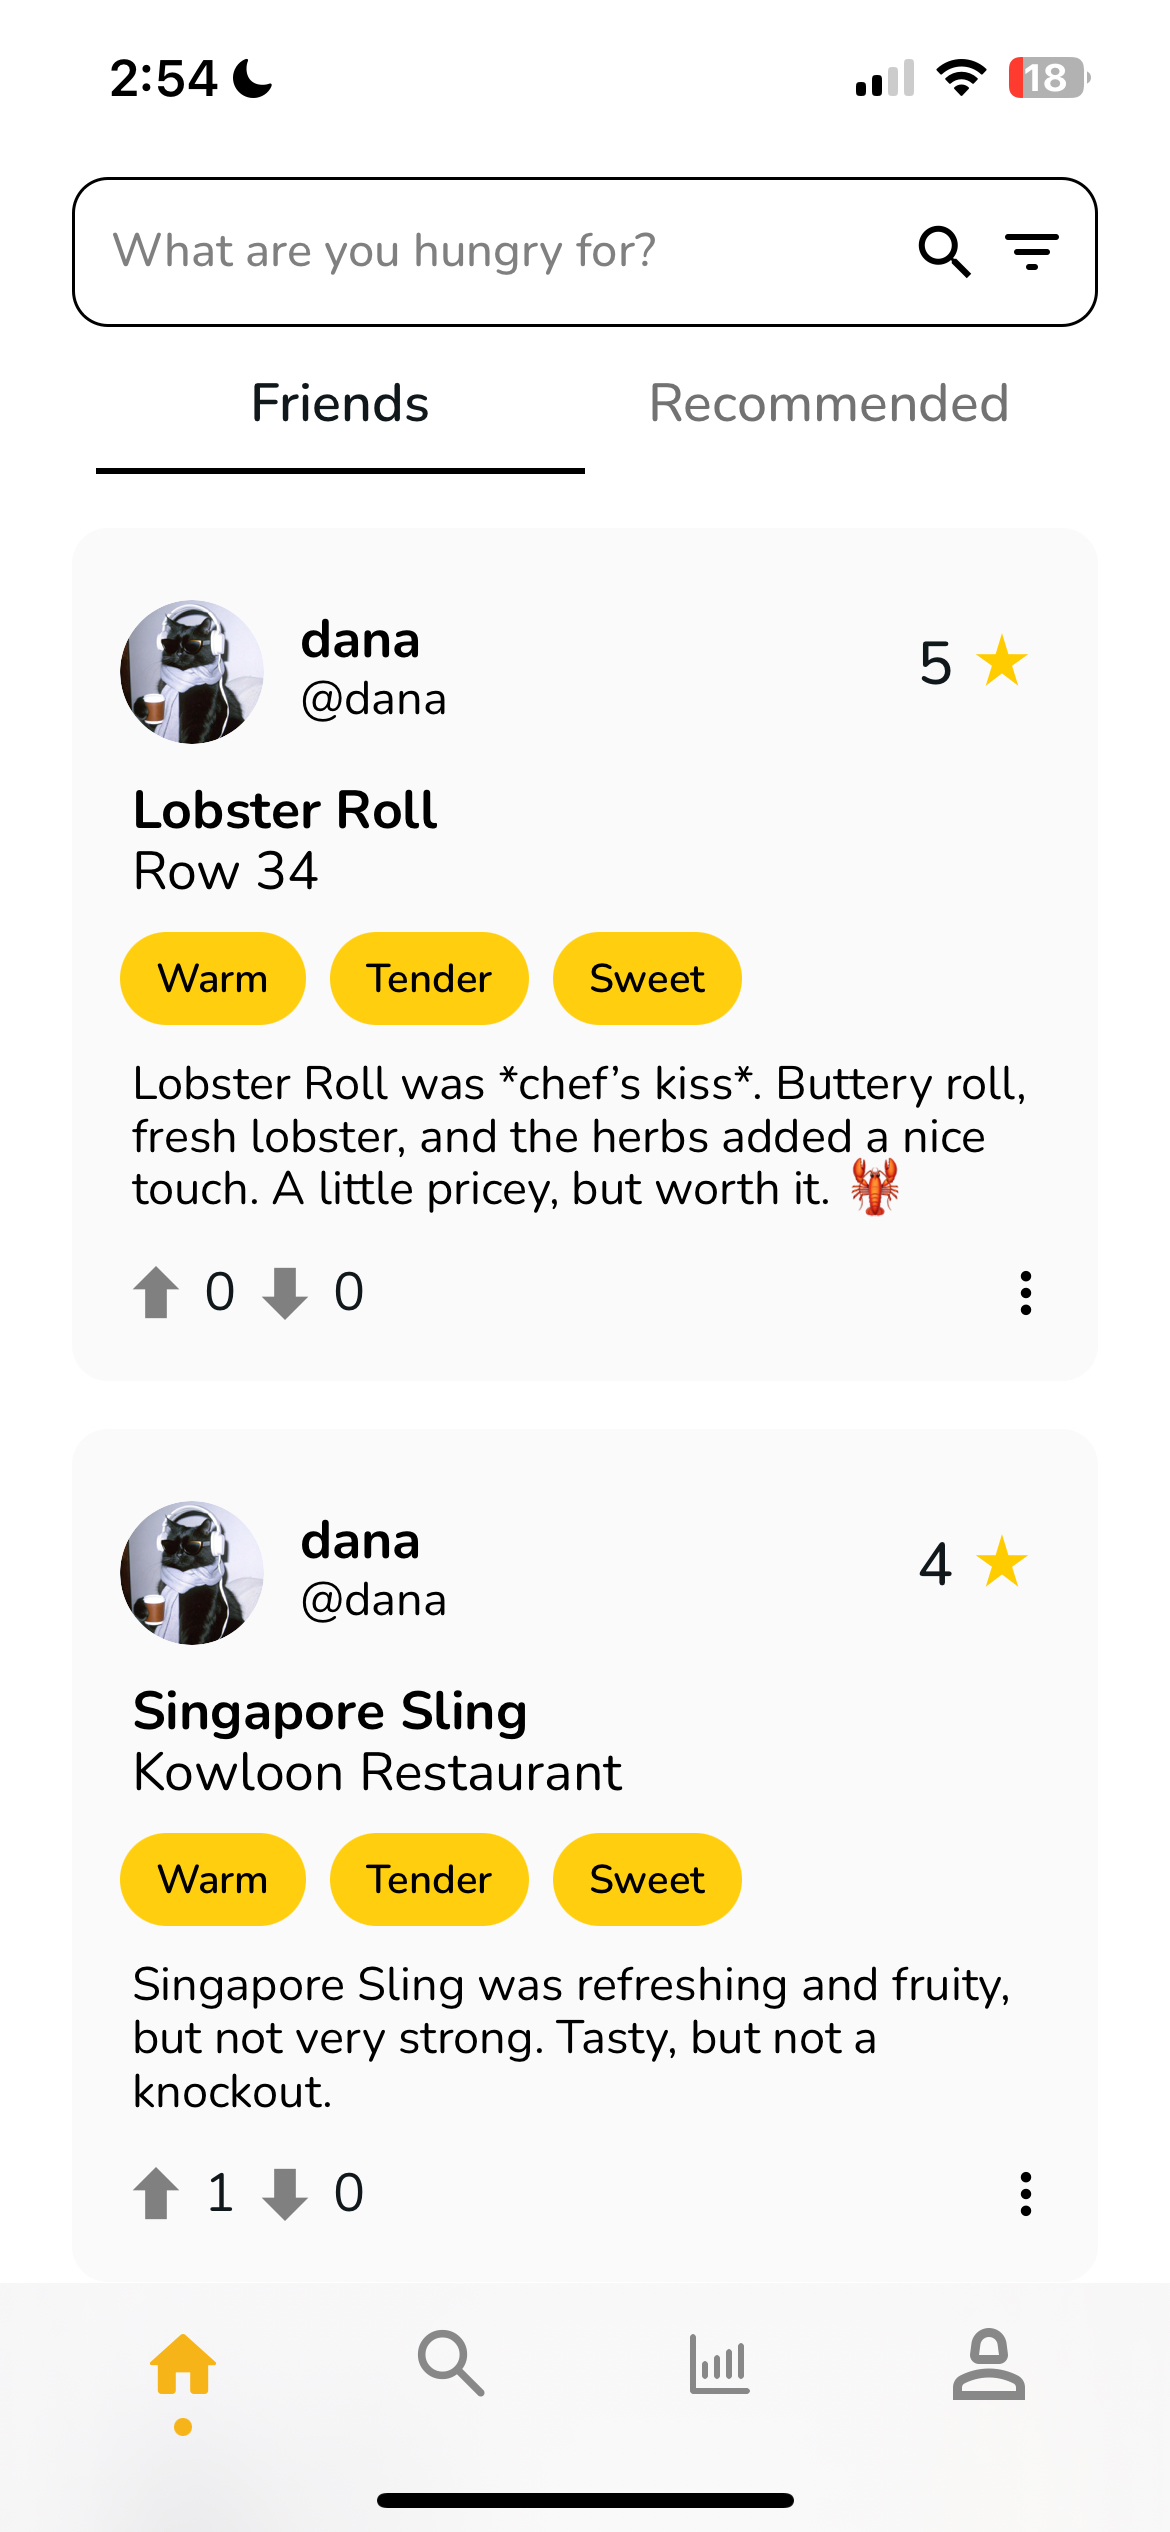 2:54
18
What are you hungry for?
Friends Recommended
dana
@dana
5
Lobster Roll
Row 34
Warm Tender Sweet
Lobster Roll was *chef’s kiss*. Buttery roll,
fresh lobster, and the herbs added a nice
touch. A little pricey, but worth it. 🦞
0 0
dana
@dana
4
Singapore Sling
Kowloon Restaurant
Warm Tender Sweet
Singapore Sling was refreshing and fruity,
but not very strong. Tasty, but not a
knockout.
1 0